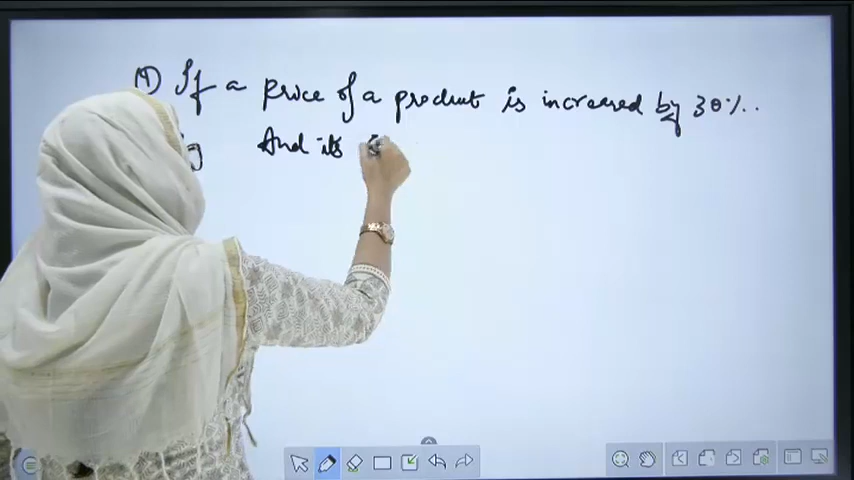 If a price of a product is increased by 30%..
And its